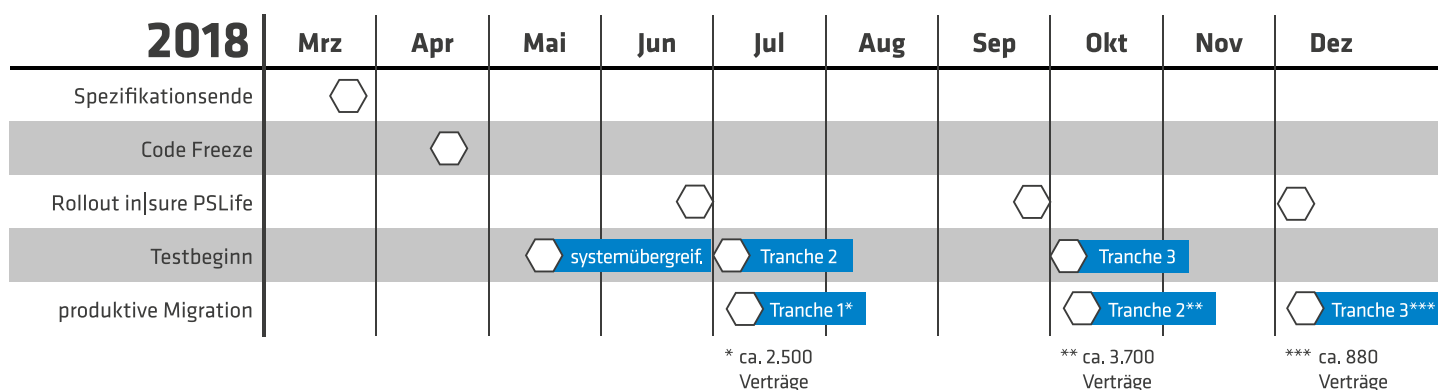 2018 Mrz Apr Mai Jun Jul Aug Sep Okt Nov Dez
Spezifikationsende
Code Freeze
Rollout in|sure PSLife
Testbeginn systemübergreif. Tranche 2 Tranche 3
produktive Migration Tranche 1* Tranche 2** Tranche 3***
* ca. 2.500 ** ca. 3.700 *** ca. 880
Verträge Verträge Verträge